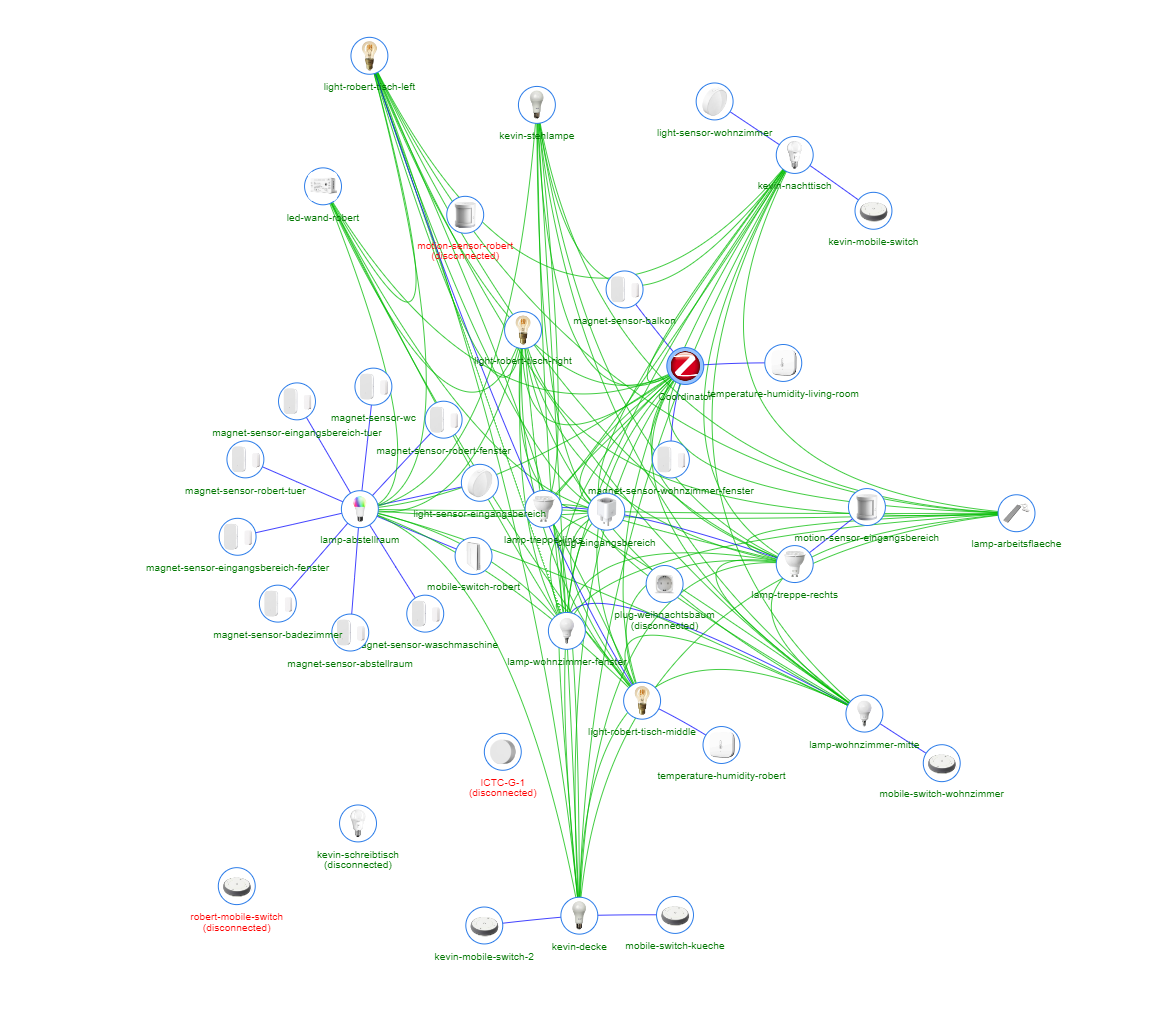 light-robert-tisch-left
kevin-stehlampe
light-sensor-wohnzimmer
kevin-nachttisch
led-wand-robert
kevin-mobile-switch
motion-sensor-robert
(disconnected)
magnet-sensor-balkon
light-robert-tisch-right
Coordinator
temperature-humidity-living-room
magnet-sensor-wc
magnet-sensor-eingangsbereich-tuer
magnet-sensor-robert-fenster
magnet-sensor-robert-tuer
magnet-sensor-wohnzimmer-fenster
light-sensor-eingangsbereich
lamp-abstellraum
lamp-treppe-links
plug-eingangsbereich
motion-sensor-eingangsbereich
lamp-arbeitsflaeche
magnet-sensor-eingangsbereich-fenster
mobile-switch-robert
lamp-treppe-rechts
plug-weihnachtsbaum
(disconnected)
magnet-sensor-badezimmer
magnet-sensor-waschmaschine
magnet-sensor-abstellraum
lamp-wohnzimmer-fenster
light-robert-tisch-middle
lamp-wohnzimmer-mitte
temperature-humidity-robert
mobile-switch-wohnzimmer
ICTC-G-1
(disconnected)
kevin-schreibtisch
(disconnected)
robert-mobile-switch
(disconnected)
kevin-decke
mobile-switch-kueche
kevin-mobile-switch-2